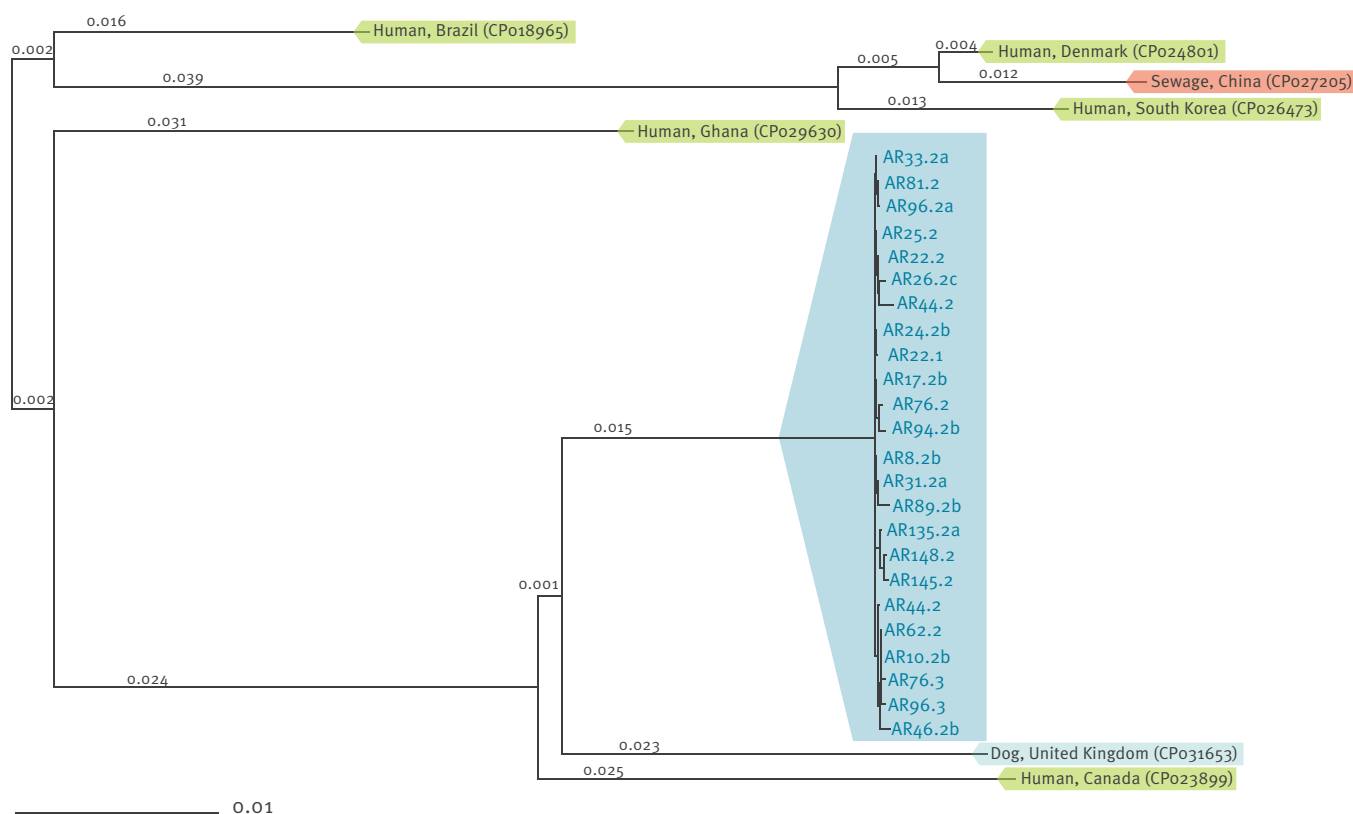 0.016
Human, Brazil (CP018965)
0.002
0.004
Human, Denmark (CP024801)
0.005
0.039
0.012
Sewage, China (CP027205)
0.013
Human, South Korea (CP026473)
0.031
Human, Ghana (CP029630)
AR33.2a
AR81.2
AR96.2a
AR25.2
AR22.2
AR26.2c
AR44.2
AR24.2b
AR22.1
AR17.2b
0.002
AR76.2
AR94.2b
0.015
AR8.2b
AR31.2a
AR89.2b
AR135.2a
AR148.2
AR145.2
0.001
AR44.2
AR62.2
AR10.2b
0.024
AR76.3
AR96.3
AR46.2b
0.023
Dog, United Kingdom (CP031653)
0.025
Human, Canada (CP023899)
0.01